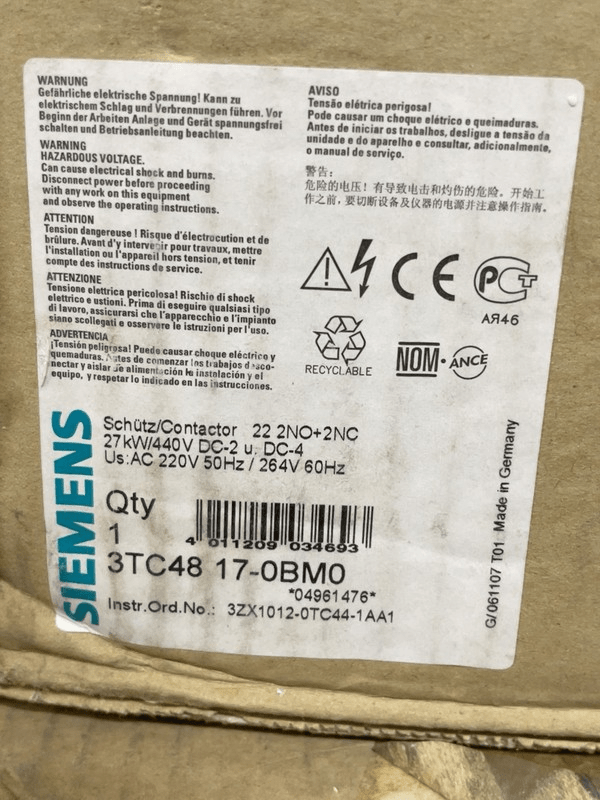 WARNUNG
Gefährliche elektrische Spannung! Kann zu
elektrischem Schlag und Verbrennungen führen. Vor
Beginn der Arbeiten Anlage und Gerät spannungsfrei
schalten und Betriebsanleitung beachten.
WARNING
HAZARDOUS VOLTAGE.
Can cause electrical shock and burns.
Disconnect power before proceeding
with any work on this equipment
and observe the operating instructions.
ATTENTION
Tension dangereuse ! Risque d'électrocution et de
brûlure. Avant d'y intervenir pour travaux, mettre
l'installation ou l'appareil hors tension, et tenir
compte des instructions de service.
ATTENZIONE
Tensione elettrica pericolosa! Rischio di shock
elettrico e ustioni. Prima di eseguire qualsiasi tipo
di lavoro, assicurarsi che l'apparecchio e l'impianto
siano scollegati e osservare le istruzioni per l'uso.
ADVERTENCIA
¡Tensión peligrosa! Puede causar choque eléctrico y
quemaduras. Antes de comenzar los trabajos desco-
nectar y aislar de alimentación la instalación y el
equipo, y respetar lo indicado en las instrucciones.
AVISO
Tensão elétrica perigosa!
Pode causar um choque elétrico e queimaduras.
Antes de iniciar os trabalhos, desligue a tensão da
unidade e do aparelho e consultar, adicionalmente,
o manual de serviço.
警告:
危险的电压! 有导致电击和灼伤的危险。开始工
作之前,要切断设备及仪器的电源并注意操作指南。
CE
РСТ
АЯ46
RECYCLABLE
NOM·ANCE
SIEMENS
Schütz/Contactor 22 2NO+2NC
27kW/440V DC-2 u. DC-4
Us:AC 220V 50Hz / 264V 60Hz
Qty
1
4 011209 034693
3TC48 17-0BM0
*04961476*
Instr.Ord.No.: 3ZX1012-0TC44-1AA1
G/061107 T01 Made in Germany